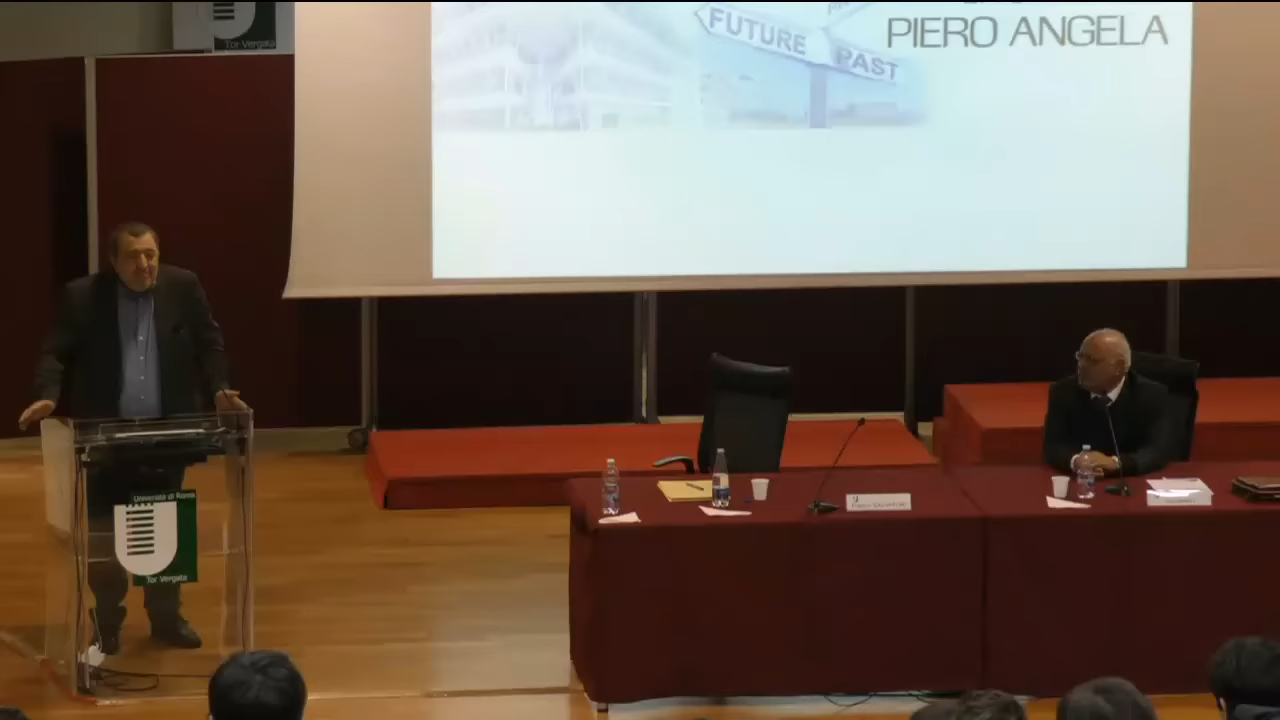 Tor Vergata
FUTURE
PAST
PIERO ANGELA
Università di Roma
Tor Vergata